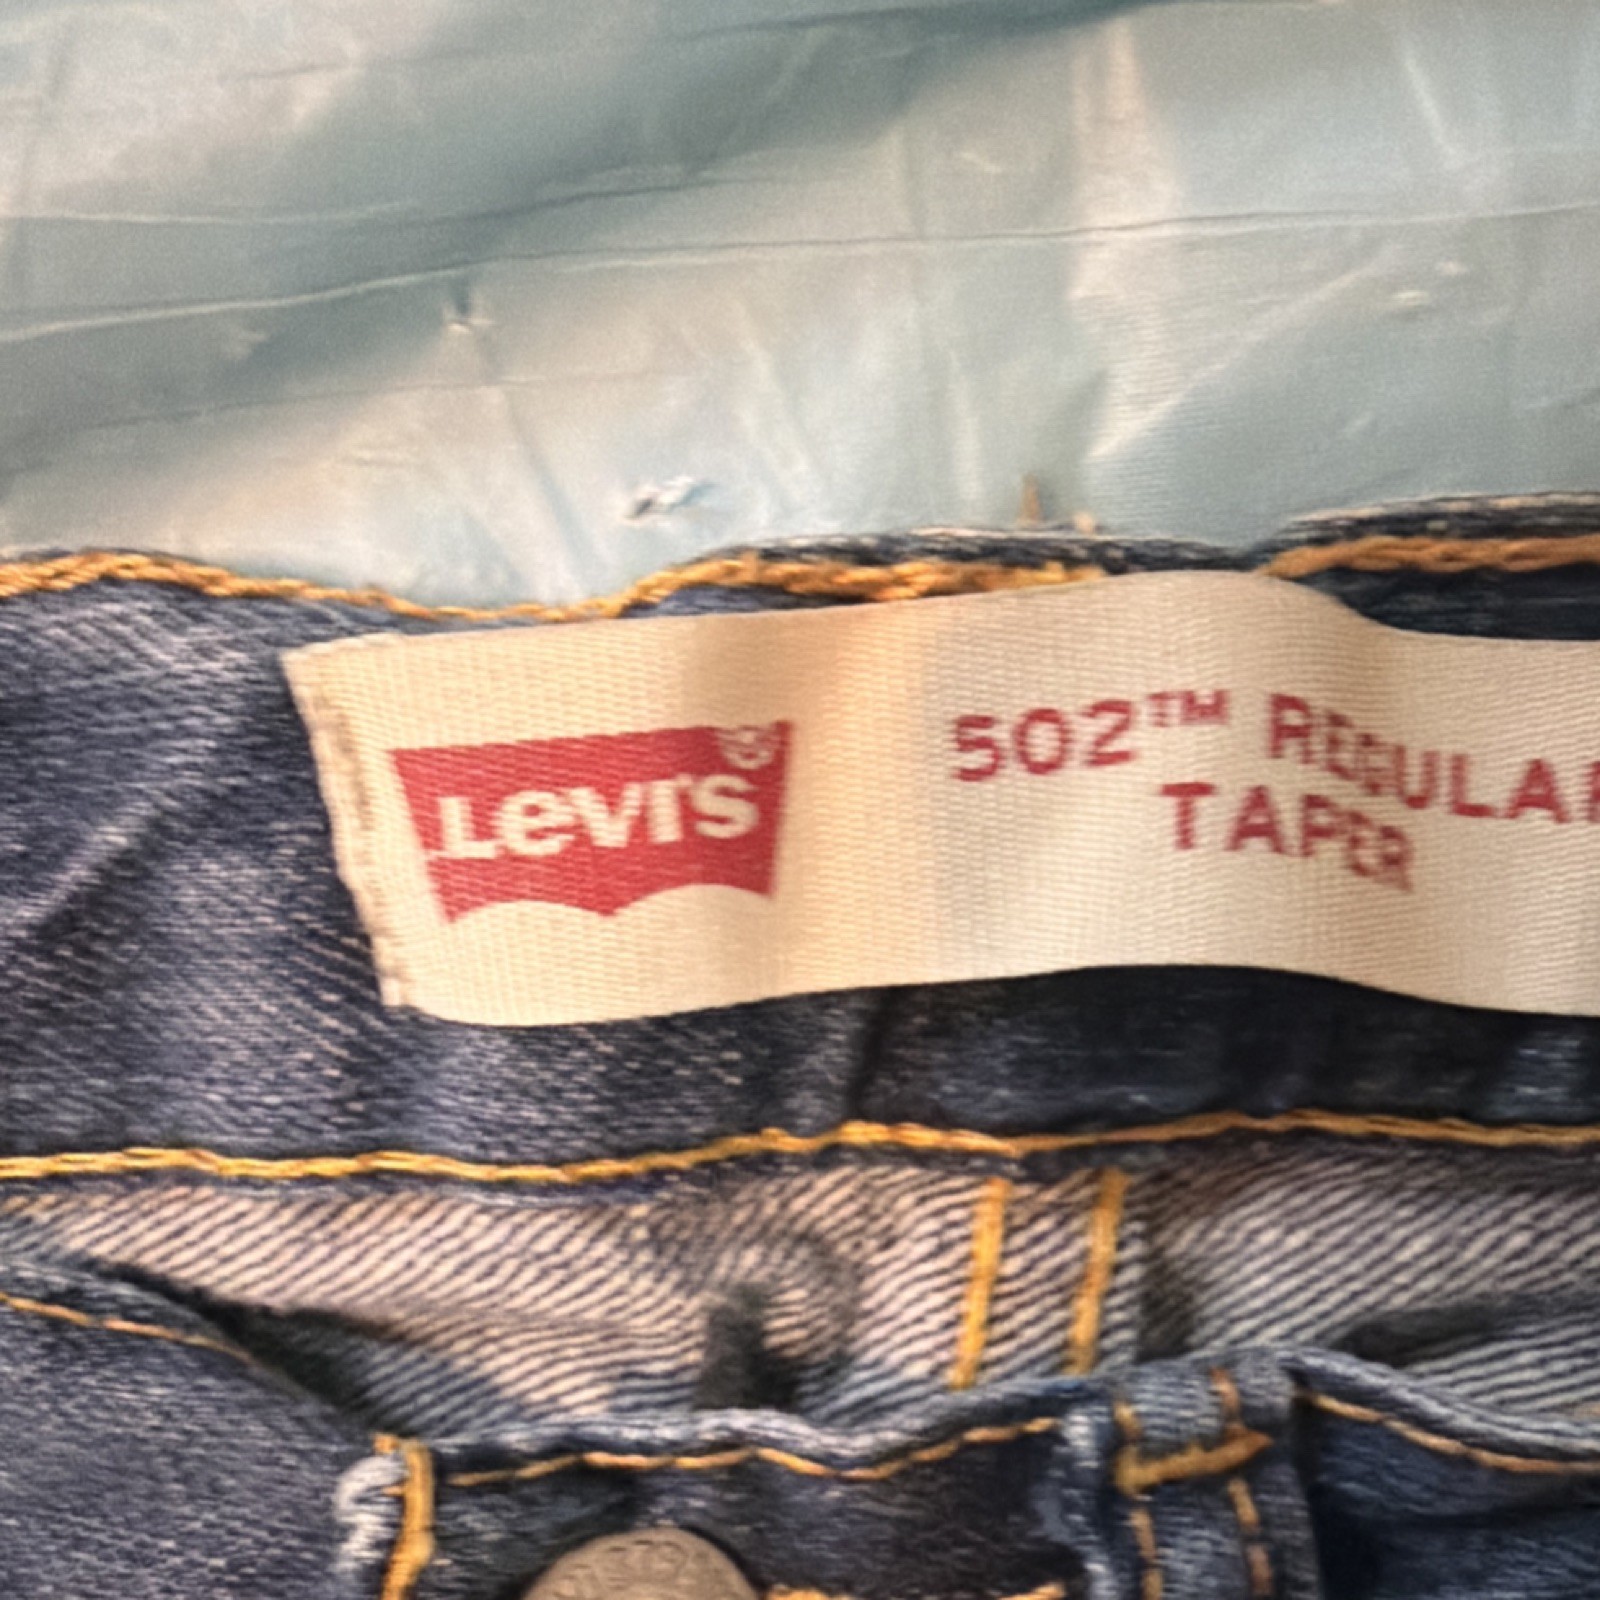 Levi's®
502™ REGULAR
TAPER